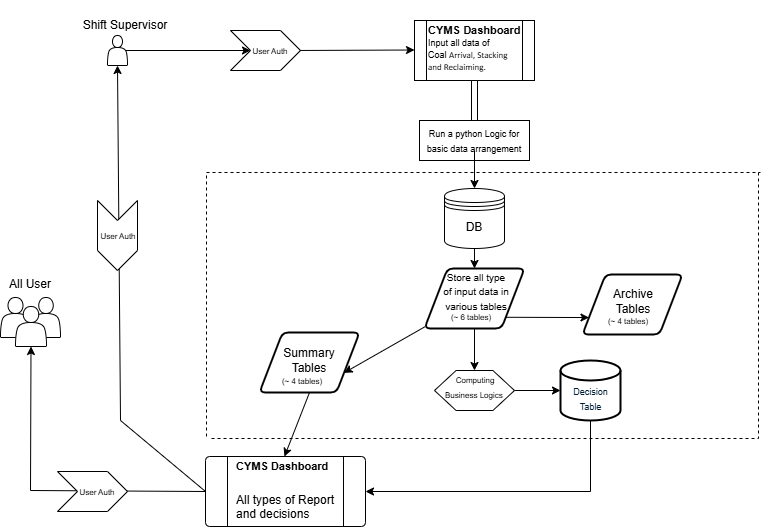 Shift Supervisor
User Auth
CYMS Dashboard
Input all data of
Coal Arrival, Stacking
and Reclaiming.
Run a python Logic for
basic data arrangement
DB
Store all type
of input data in
various tables
(~ 6 tables)
Archive
Tables
(~ 4 tables)
User Auth
All User
Summary
Tables
(~ 4 tables)
Computing
Business Logics
Decision
Table
CYMS Dashboard
All types of Report
and decisions
User Auth